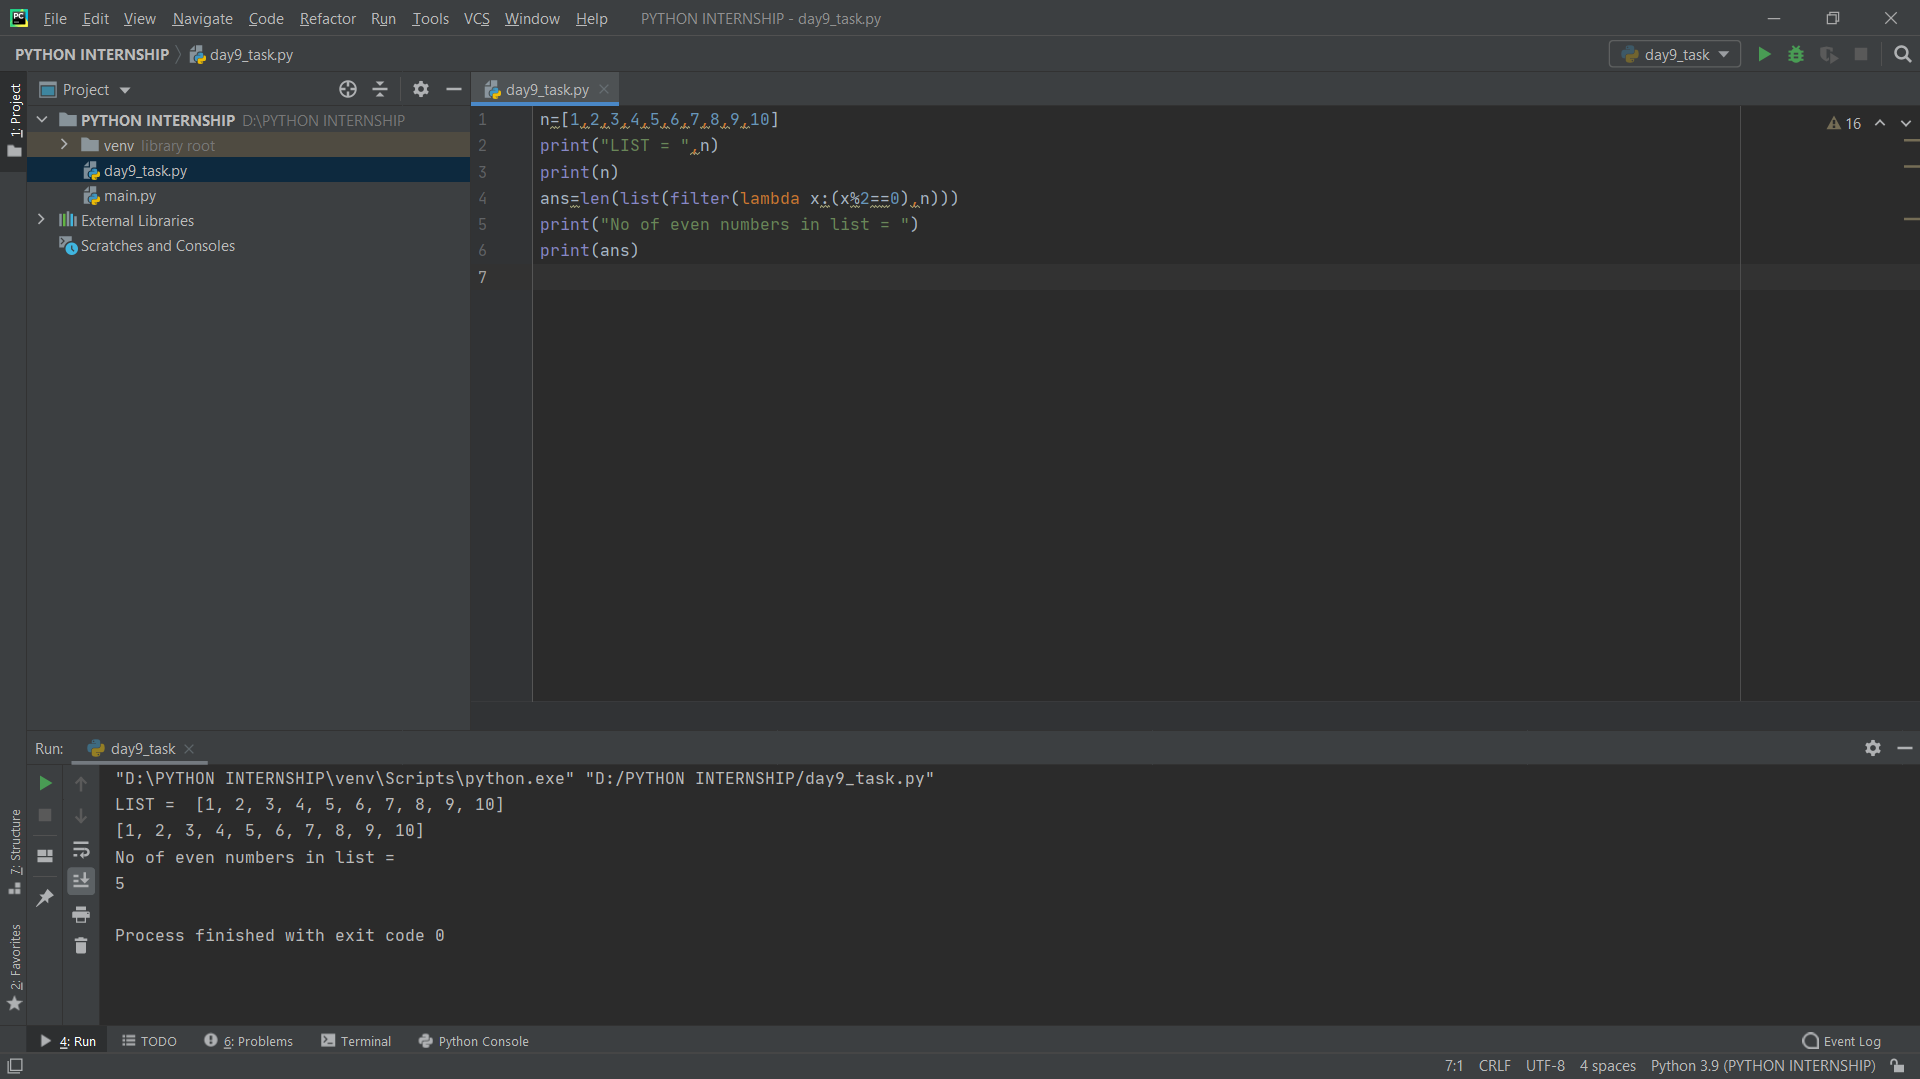 File Edit View Navigate Code Refactor Run Tools VCS Window Help PYTHON INTERNSHIP - day9_task.py
PYTHON INTERNSHIP day9_task.py day9_task
1: Project
Project
day9_task.py
PYTHON INTERNSHIP D:\PYTHON INTERNSHIP
venv library root
day9_task.py
main.py
External Libraries
Scratches and Consoles
1 n=[1,2,3,4,5,6,7,8,9,10]
2 print("LIST = ",n)
3 print(n)
4 ans=len(list(filter(lambda x:(x%2==0),n)))
5 print("No of even numbers in list = ")
6 print(ans)
7
16
Run: day9_task
"D:\PYTHON INTERNSHIP\venv\Scripts\python.exe" "D:/PYTHON INTERNSHIP/day9_task.py"
LIST =  [1, 2, 3, 4, 5, 6, 7, 8, 9, 10]
[1, 2, 3, 4, 5, 6, 7, 8, 9, 10]
No of even numbers in list =
5
Process finished with exit code 0
7: Structure
2: Favorites
4: Run TODO 6: Problems Terminal Python Console Event Log
7:1 CRLF UTF-8 4 spaces Python 3.9 (PYTHON INTERNSHIP)